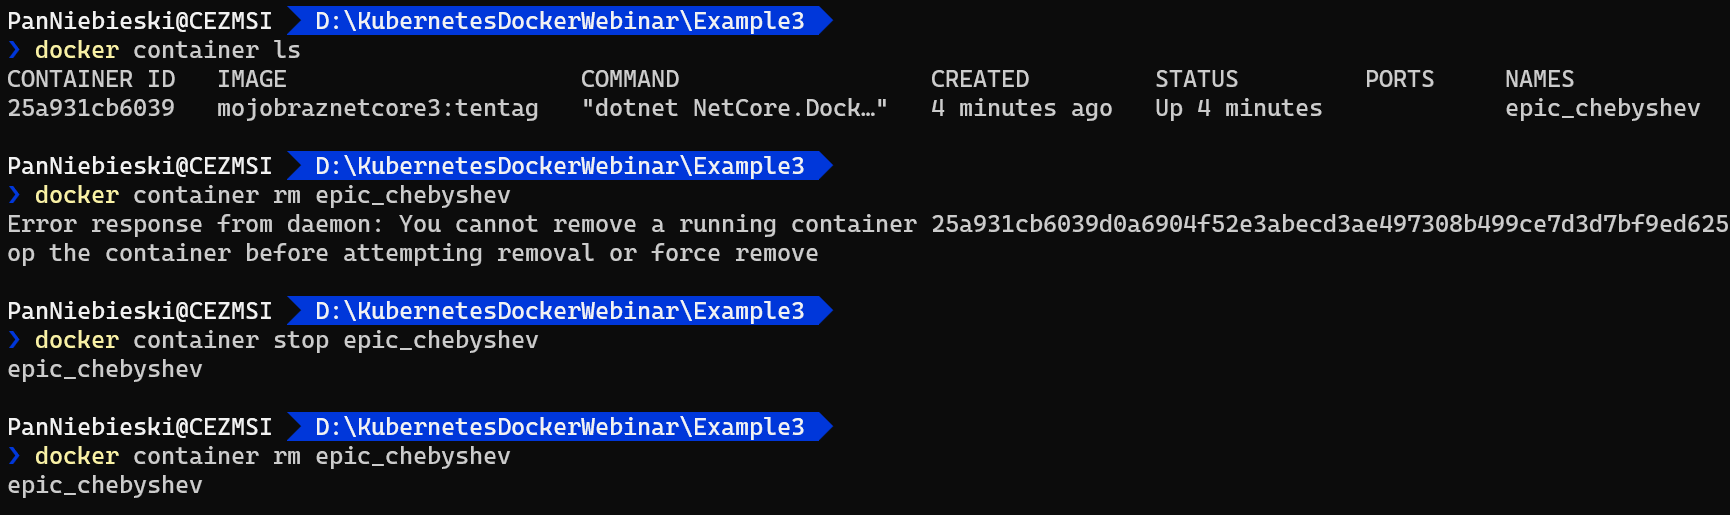 PanNiebieski@CEZMSI D:\KubernetesDockerWebinar\Example3
❯ docker container ls
CONTAINER ID   IMAGE                     COMMAND                  CREATED         STATUS         PORTS     NAMES
25a931cb6039   mojobraznetcore3:tentag   "dotnet NetCore.Dock…"   4 minutes ago   Up 4 minutes             epic_chebyshev
PanNiebieski@CEZMSI D:\KubernetesDockerWebinar\Example3
❯ docker container rm epic_chebyshev
Error response from daemon: You cannot remove a running container 25a931cb6039d0a6904f52e3abecd3ae497308b499ce7d3d7bf9ed625
op the container before attempting removal or force remove
PanNiebieski@CEZMSI D:\KubernetesDockerWebinar\Example3
❯ docker container stop epic_chebyshev
epic_chebyshev
PanNiebieski@CEZMSI D:\KubernetesDockerWebinar\Example3
❯ docker container rm epic_chebyshev
epic_chebyshev